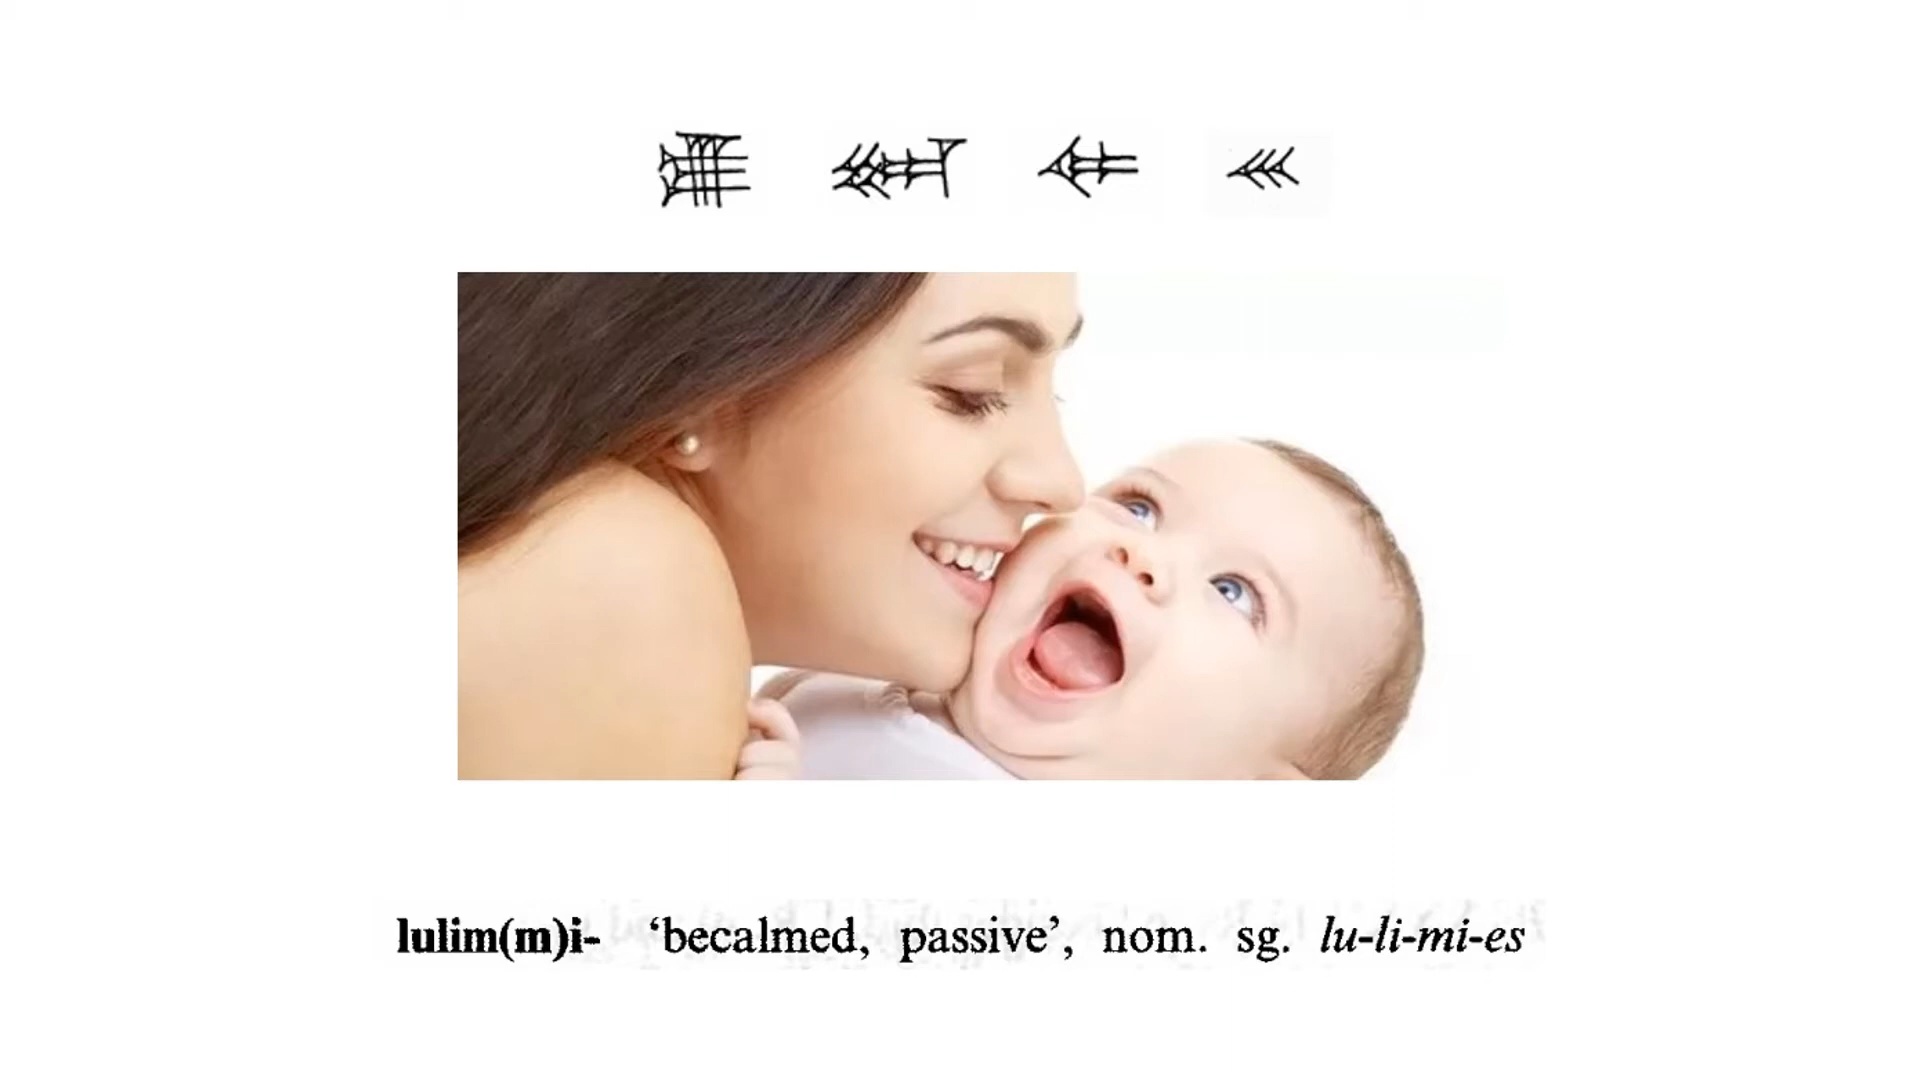 𒇻 𒇷 𒈪 𒌍
lulim(m)i- ‘becalmed, passive’, nom. sg. lu-li-mi-es